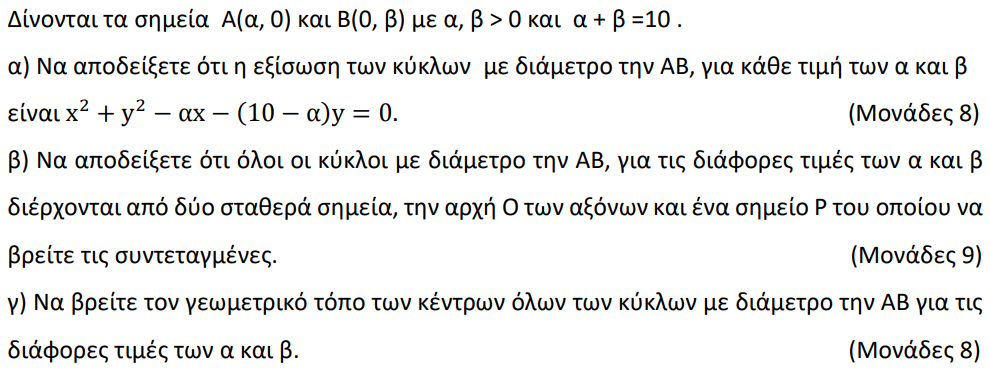 Δίνονται τα σημεία Α(α, 0) και Β(0, β) με α, β > 0 και α + β =10 .
α) Να αποδείξετε ότι η εξίσωση των κύκλων με διάμετρο την ΑΒ, για κάθε τιμή των α και β
είναι x² + y² − αx − (10 − α)y = 0. (Μονάδες 8)
β) Να αποδείξετε ότι όλοι οι κύκλοι με διάμετρο την ΑΒ, για τις διάφορες τιμές των α και β
διέρχονται από δύο σταθερά σημεία, την αρχή Ο των αξόνων και ένα σημείο Ρ του οποίου να
βρείτε τις συντεταγμένες. (Μονάδες 9)
γ) Να βρείτε τον γεωμετρικό τόπο των κέντρων όλων των κύκλων με διάμετρο την ΑΒ για τις
διάφορες τιμές των α και β. (Μονάδες 8)